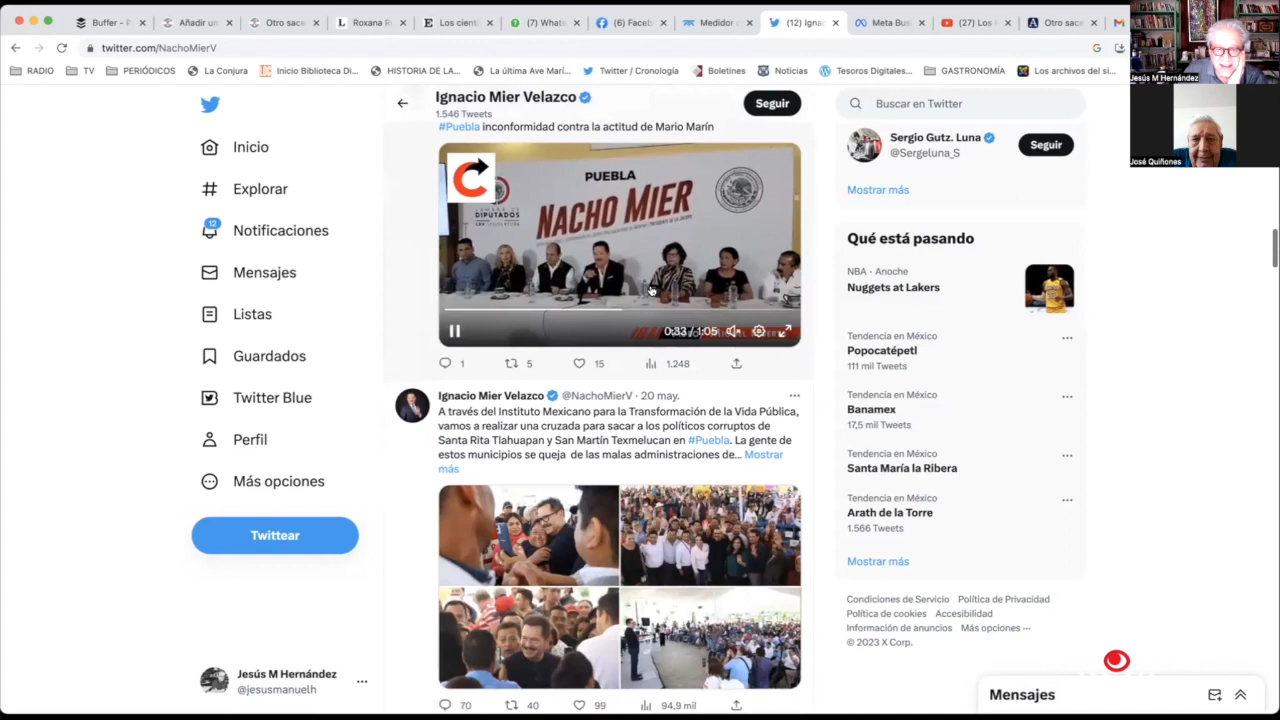 Buffer - P
Añadir un
Otro sace
Roxana R
Los cientí
(7) Whats
(6) Faceb
Medidor p
(12) Igna
Meta Bus
(27) Los
Otro sace
twitter.com/NachoMierV
RADIO
TV
PERIÓDICOS
La Conjura
Inicio Biblioteca Di...
HISTORIA DE LA...
La última Ave Marí...
Twitter / Cronología
Boletines
Noticias
Tesoros Digitales...
GASTRONOMÍA
Los archivos del si...
Jesús M Hernández
José Quiñones
Inicio
Explorar
12
Notificaciones
Mensajes
Listas
Guardados
Twitter Blue
Perfil
Más opciones
Twittear
Jesús M Hernández
@jesusmanuelh
Ignacio Mier Velazco
1.546 Tweets
Seguir
#Puebla inconformidad contra la actitud de Mario Marín
PUEBLA
NACHO MIER
CÁMARA DE
DIPUTADOS
LXV LEGISLATURA
0:33 / 1:05
1 5 15 1.248
Ignacio Mier Velazco @NachoMierV · 20 may.
A través del Instituto Mexicano para la Transformación de la Vida Pública,
vamos a realizar una cruzada para sacar a los políticos corruptos de
Santa Rita Tlahuapan y San Martín Texmelucan en #Puebla. La gente de
estos municipios se queja de las malas administraciones de... Mostrar
más
70 40 99 94,9 mil
Buscar en Twitter
Sergio Gutz. Luna
@Sergeluna_S
Seguir
Mostrar más
Qué está pasando
NBA · Anoche
Nuggets at Lakers
Tendencia en México
Popocatépetl
111 mil Tweets
Tendencia en México
Banamex
17,5 mil Tweets
Tendencia en México
Santa María la Ribera
Tendencia en México
Arath de la Torre
1.566 Tweets
Mostrar más
Condiciones de Servicio Política de Privacidad
Política de cookies Accesibilidad
Información de anuncios Más opciones ···
© 2023 X Corp.
Mensajes